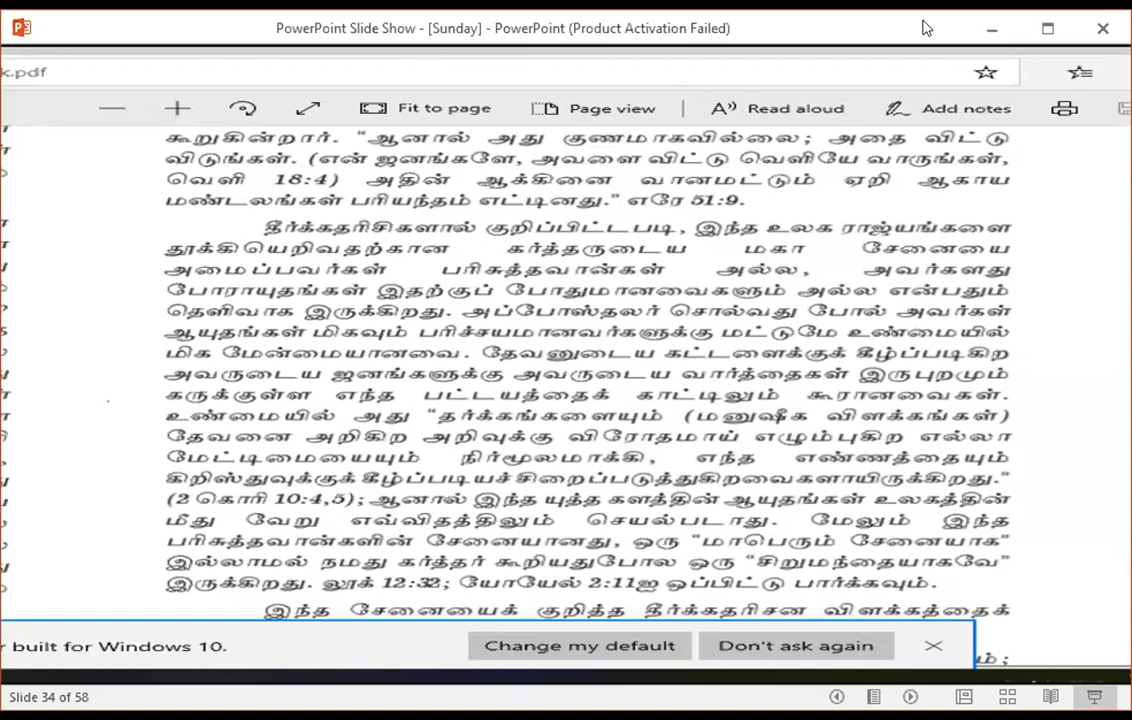 PowerPoint Slide Show - [Sunday] - PowerPoint (Product Activation Failed)
k.pdf
Fit to page Page view Read aloud Add notes
கூறுகின்றார். “ஆனால் அது குணமாகவில்லை; அதை விட்டு
விடுங்கள். (என் ஜனங்களே, அவளை விட்டு வெளியே வாருங்கள்,
வெளி 18:4) அதின் ஆக்கினை வானமட்டும் ஏறி ஆகாய
மண்டலங்கள் பரியந்தம் எட்டினது.” எரே 51:9.
தீர்க்கதரிசிகளால் குறிப்பிட்டபடி, இந்த உலக ராஜ்யங்களை
தூக்கியெறிவதற்கான கர்த்தருடைய மகா சேனையை
அமைப்பவர்கள் பரிசுத்தவான்கள் அல்ல, அவர்களது
போராயுதங்கள் இதற்குப் போதுமானவைகளும் அல்ல என்பதும்
தெளிவாக இருக்கிறது. அப்போஸ்தலர் சொல்வது போல் அவர்கள்
ஆயுதங்கள் மிகவும் பரிச்சயமானவர்களுக்கு மட்டுமே உண்மையில்
மிக மேன்மையானவை. தேவனுடைய கட்டளைக்குக் கீழ்ப்படிகிற
அவருடைய ஜனங்களுக்கு அவருடைய வார்த்தைகள் இருபுறமும்
கருக்குள்ள எந்த பட்டயத்தைக் காட்டிலும் கூரானவைகள்.
உண்மையில் அது “தர்க்கங்களையும் (மனுஷீக விளக்கங்கள்)
தேவனை அறிகிற அறிவுக்கு விரோதமாய் எழும்புகிற எல்லா
மேட்டிமையையும் நிர்மூலமாக்கி, எந்த எண்ணத்தையும்
கிறிஸ்துவுக்குக் கீழ்ப்படியச் சிறைப்படுத்துகிறவைகளாயிருக்கிறது.”
(2 கொரி 10:4,5); ஆனால் இந்த யுத்த களத்தின் ஆயுதங்கள் உலகத்தின்
மீது வேறு எவ்விதத்திலும் செயல்படாது. மேலும் இந்த
பரிசுத்தவான்களின் சேனையானது, ஒரு “மாபெரும் சேனையாக”
இல்லாமல் நமது கர்த்தர் கூறியதுபோல ஒரு “சிறுமந்தையாகவே”
இருக்கிறது. லூக் 12:32; யோயேல் 2:11ஐ ஒப்பிட்டு பார்க்கவும்.
இந்த சேனையைக் குறித்த தீர்க்கதரிசன விளக்கத்தைக்
built for Windows 10. Change my default Don't ask again
Slide 34 of 58